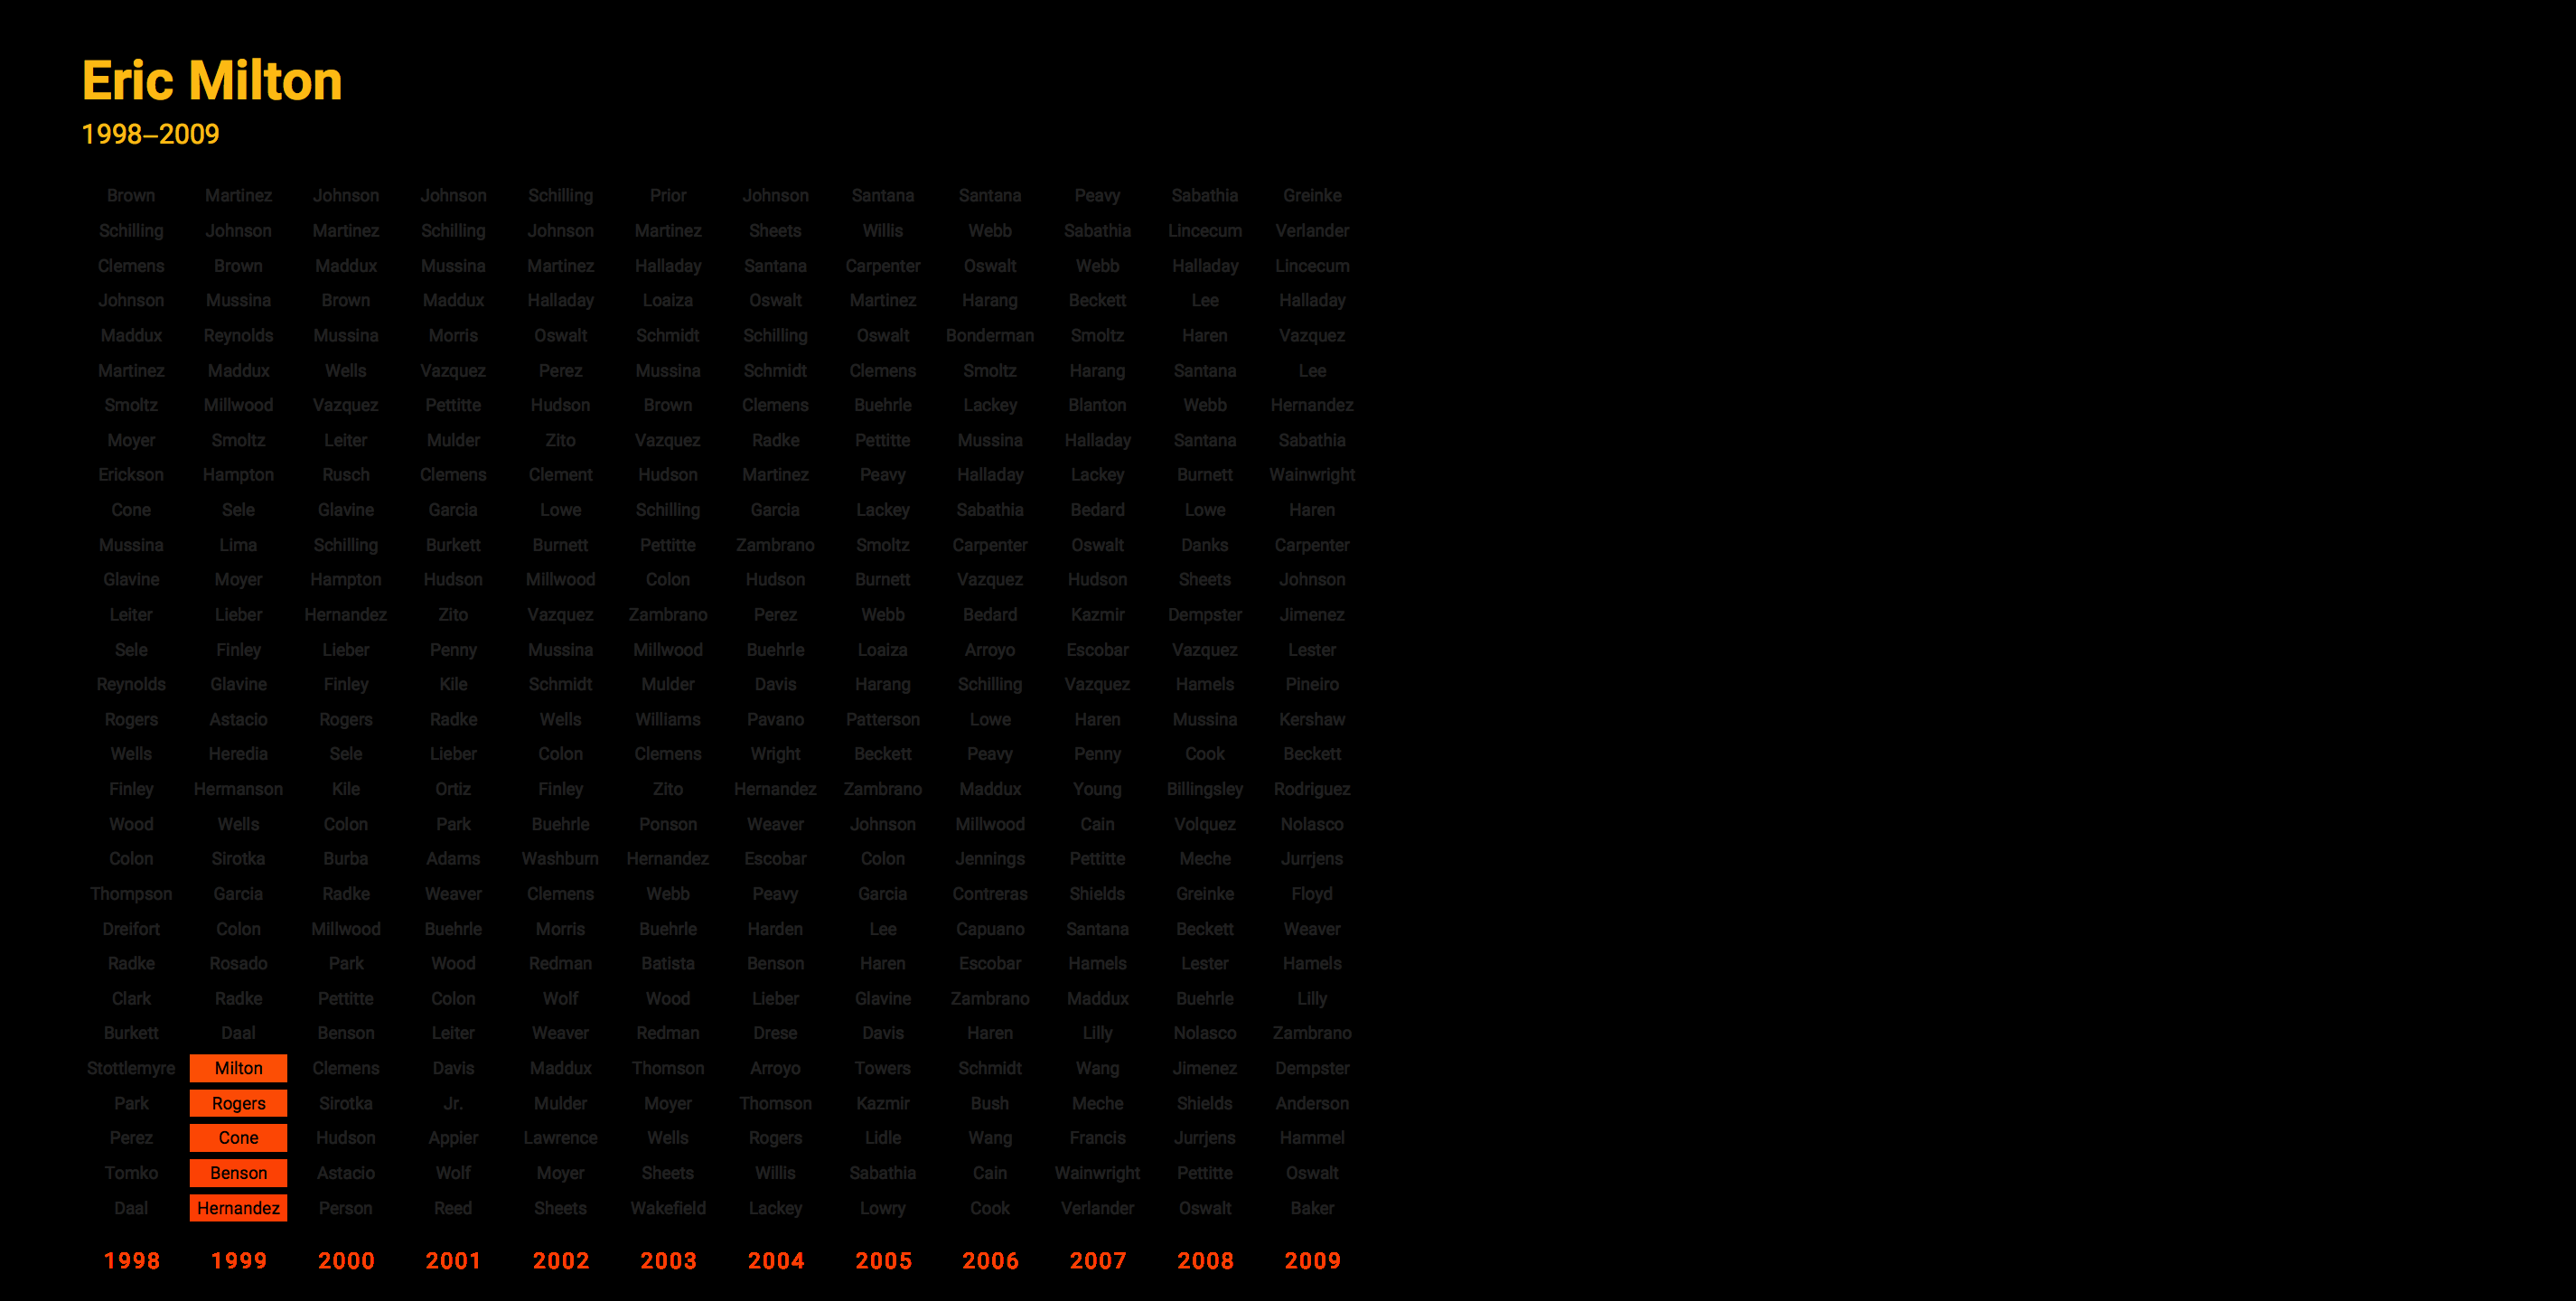 Eric Milton
1998–2009
Brown Martinez Johnson Johnson Schilling Prior Johnson Santana Santana Peavy Sabathia Greinke
Schilling Johnson Martinez Schilling Johnson Martinez Sheets Willis Webb Sabathia Lincecum Verlander
Clemens Brown Maddux Mussina Martinez Halladay Santana Carpenter Oswalt Webb Halladay Lincecum
Johnson Mussina Brown Maddux Halladay Loaiza Oswalt Martinez Harang Beckett Lee Halladay
Maddux Reynolds Mussina Morris Oswalt Schmidt Schilling Oswalt Bonderman Smoltz Haren Vazquez
Martinez Maddux Wells Vazquez Perez Mussina Schmidt Clemens Smoltz Harang Santana Lee
Smoltz Millwood Vazquez Pettitte Hudson Brown Clemens Buehrle Lackey Blanton Webb Hernandez
Moyer Smoltz Leiter Mulder Zito Vazquez Radke Pettitte Mussina Halladay Santana Sabathia
Erickson Hampton Rusch Clemens Clement Hudson Martinez Peavy Halladay Lackey Burnett Wainwright
Cone Sele Glavine Garcia Lowe Schilling Garcia Lackey Sabathia Bedard Lowe Haren
Mussina Lima Schilling Burkett Burnett Pettitte Zambrano Smoltz Carpenter Oswalt Danks Carpenter
Glavine Moyer Hampton Hudson Millwood Colon Hudson Burnett Vazquez Hudson Sheets Johnson
Leiter Lieber Hernandez Zito Vazquez Zambrano Perez Webb Bedard Kazmir Dempster Jimenez
Sele Finley Lieber Penny Mussina Millwood Buehrle Loaiza Arroyo Escobar Vazquez Lester
Reynolds Glavine Finley Kile Schmidt Mulder Davis Harang Schilling Vazquez Hamels Pineiro
Rogers Astacio Rogers Radke Wells Williams Pavano Patterson Lowe Haren Mussina Kershaw
Wells Heredia Sele Lieber Colon Clemens Wright Beckett Peavy Penny Cook Beckett
Finley Hermanson Kile Ortiz Finley Zito Hernandez Zambrano Maddux Young Billingsley Rodriguez
Wood Wells Colon Park Buehrle Ponson Weaver Johnson Millwood Cain Volquez Nolasco
Colon Sirotka Burba Adams Washburn Hernandez Escobar Colon Jennings Pettitte Meche Jurrjens
Thompson Garcia Radke Weaver Clemens Webb Peavy Garcia Contreras Shields Greinke Floyd
Dreifort Colon Millwood Buehrle Morris Buehrle Harden Lee Capuano Santana Beckett Weaver
Radke Rosado Park Wood Redman Batista Benson Haren Escobar Hamels Lester Hamels
Clark Radke Pettitte Colon Wolf Wood Lieber Glavine Zambrano Maddux Buehrle Lilly
Burkett Daal Benson Leiter Weaver Redman Drese Davis Haren Lilly Nolasco Zambrano
Stottlemyre Milton Clemens Davis Maddux Thomson Arroyo Towers Schmidt Wang Jimenez Dempster
Park Rogers Sirotka Jr. Mulder Moyer Thomson Kazmir Bush Meche Shields Anderson
Perez Cone Hudson Appier Lawrence Wells Rogers Lidle Wang Francis Jurrjens Hammel
Tomko Benson Astacio Wolf Moyer Sheets Willis Sabathia Cain Wainwright Pettitte Oswalt
Daal Hernandez Person Reed Sheets Wakefield Lackey Lowry Cook Verlander Oswalt Baker
1998 1999 2000 2001 2002 2003 2004 2005 2006 2007 2008 2009